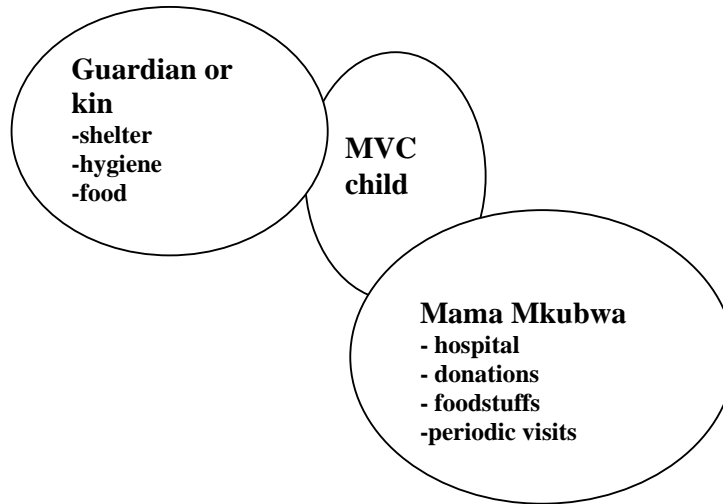 Guardian or
kin
-shelter
-hygiene
-food
MVC
child
Mama Mkubwa
- hospital
- donations
- foodstuffs
-periodic visits